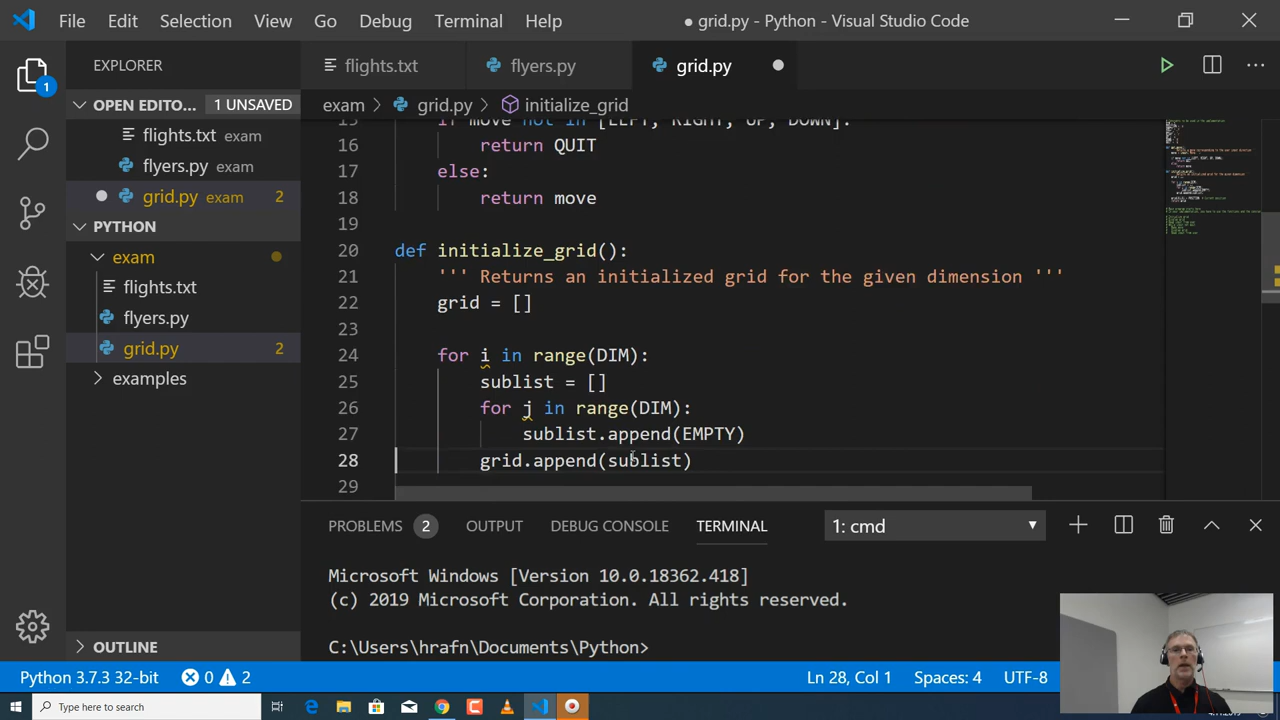 File Edit Selection View Go Debug Terminal Help ● grid.py - Python - Visual Studio Code
EXPLORER
flights.txt flyers.py grid.py
OPEN EDITO... 1 UNSAVED
exam > grid.py > initialize_grid
flights.txt exam
flyers.py exam
grid.py exam 2
PYTHON
exam
flights.txt
flyers.py
grid.py 2
examples
OUTLINE
15 if move not in [LEFT, RIGHT, UP, DOWN]:
16 return QUIT
17 else:
18 return move
19
20 def initialize_grid():
21 ''' Returns an initialized grid for the given dimension '''
22 grid = []
23
24 for i in range(DIM):
25 sublist = []
26 for j in range(DIM):
27 sublist.append(EMPTY)
28 grid.append(sublist)
29
PROBLEMS 2 OUTPUT DEBUG CONSOLE TERMINAL 1: cmd
Microsoft Windows [Version 10.0.18362.418]
(c) 2019 Microsoft Corporation. All rights reserved.
C:\Users\hrafn\Documents\Python>
Python 3.7.3 32-bit 0 2 Ln 28, Col 1 Spaces: 4 UTF-8
Type here to search